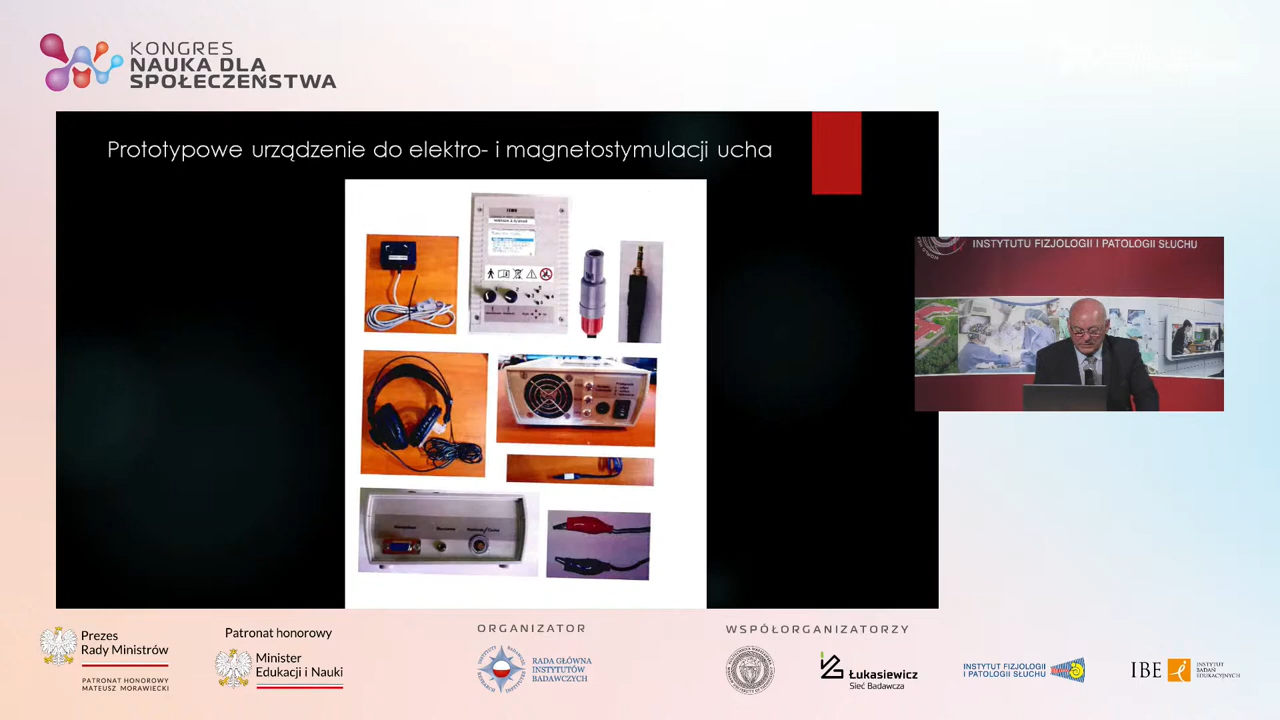 KONGRES
NAUKA DLA
SPOŁECZEŃSTWA
Prototypowe urządzenie do elektro- i magnetostymulacji ucha
INSTYTUTU FIZJOLOGII I PATOLOGII SŁUCHU
Prezes
Rady Ministrów
PATRONAT HONOROWY
MATEUSZ MORAWIECKI
Patronat honorowy
Minister
Edukacji i Nauki
ORGANIZATOR
RADA GŁÓWNA
INSTYTUTÓW
BADAWCZYCH
WSPÓŁORGANIZATORZY
Łukasiewicz
Sieć Badawcza
INSTYTUT FIZJOLOGII
I PATOLOGII SŁUCHU
IBE
INSTYTUT
BADAŃ
EDUKACYJNYCH